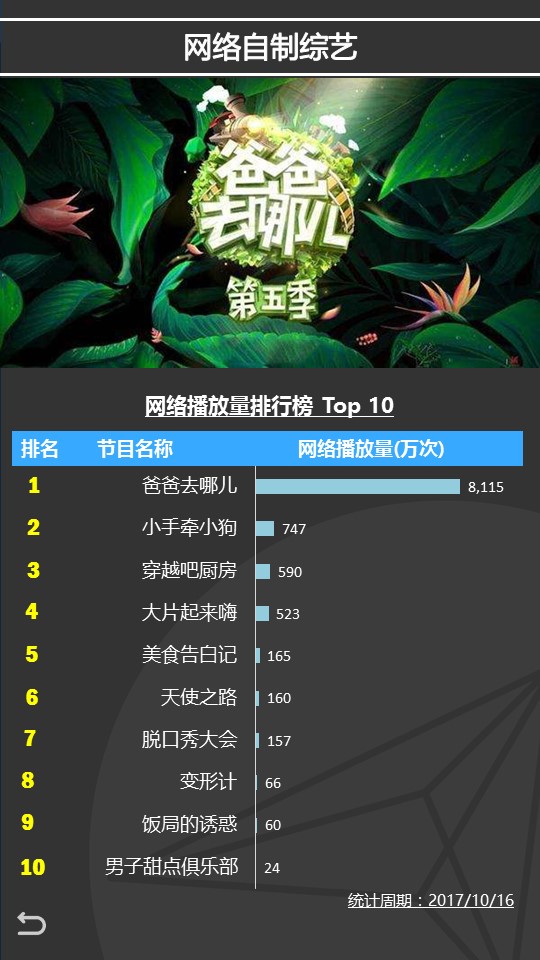 网络自制综艺
爸爸
去哪儿
第五季
网络播放量排行榜 Top 10
排名 节目名称 网络播放量(万次)
1 爸爸去哪儿 8,115
2 小手牵小狗 747
3 穿越吧厨房 590
4 大片起来嗨 523
5 美食告白记 165
6 天使之路 160
7 脱口秀大会 157
8 变形计 66
9 饭局的诱惑 60
10 男子甜点俱乐部 24
统计周期：2017/10/16